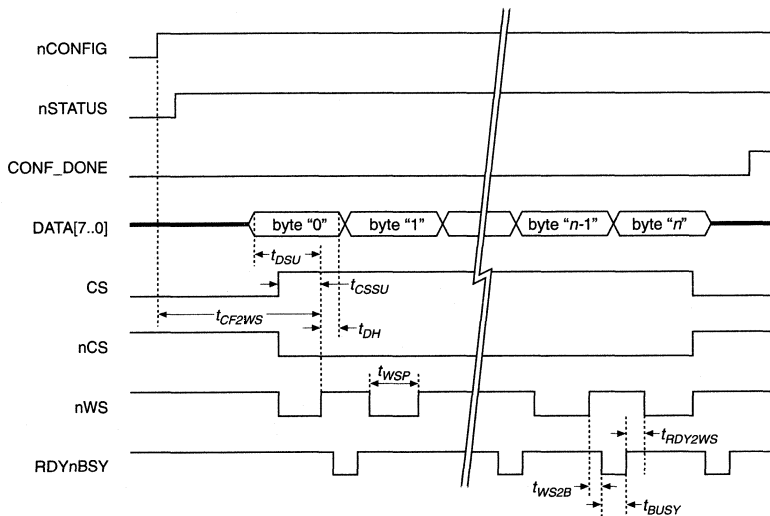 nCONFIG
nSTATUS
CONF_DONE
DATA[7..0]
byte "0"
byte "1"
byte "n-1"
byte "n"
tDSU
CS
tCSSU
tCF2WS
tDH
nCS
tWSP
nWS
tRDY2WS
RDYnBSY
tWS2B
tBUSY